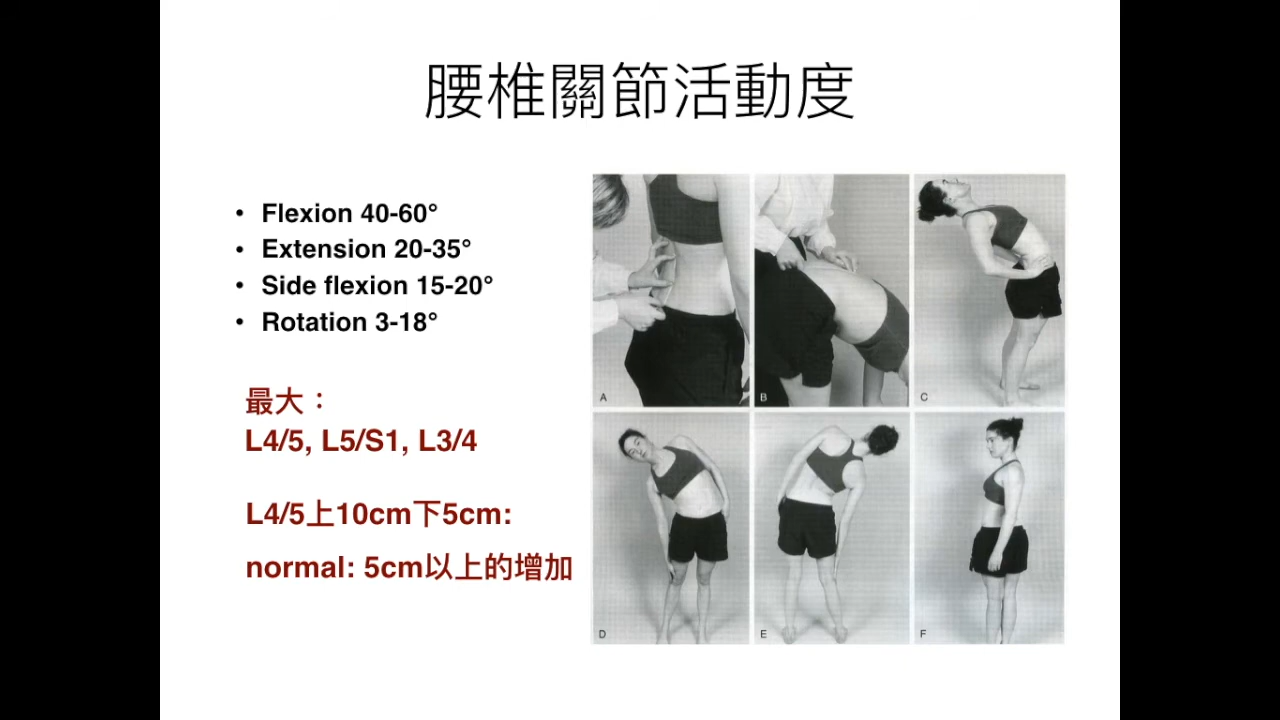 腰椎關節活動度
• Flexion 40-60°
• Extension 20-35°
• Side flexion 15-20°
• Rotation 3-18°
最大：
L4/5, L5/S1, L3/4
L4/5上10cm下5cm:
normal: 5cm以上的增加
A
B
C
D
E
F